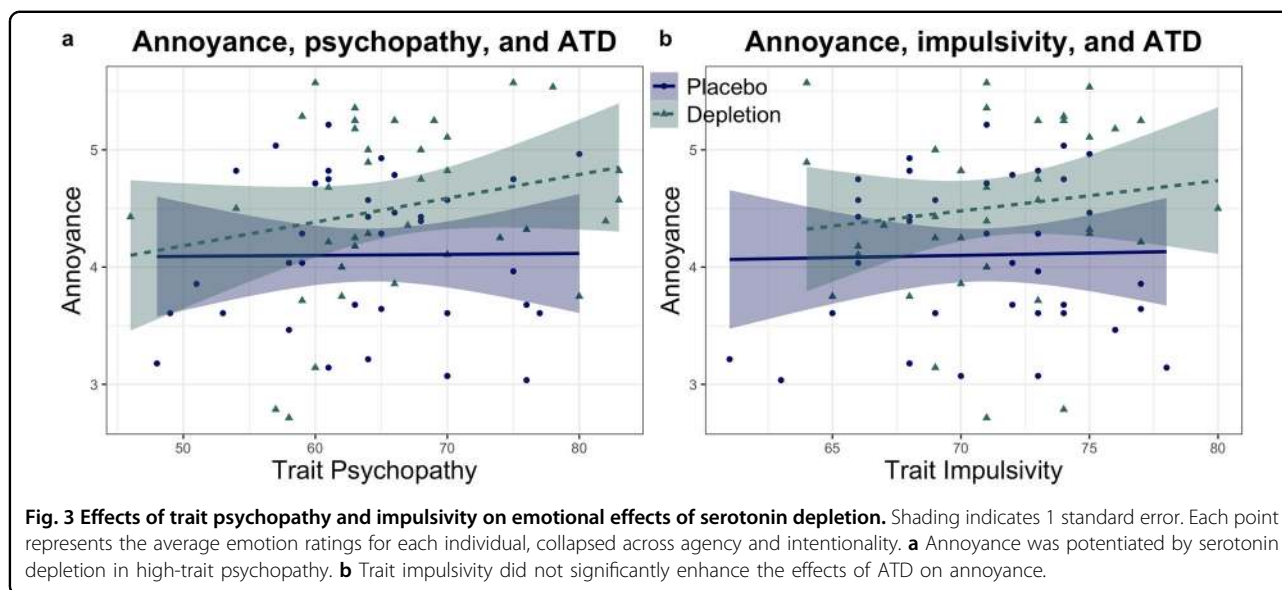 a Annoyance, psychopathy, and ATD
Annoyance
5
4
3
50 60 70 80
Trait Psychopathy
b Annoyance, impulsivity, and ATD
Placebo
Depletion
Annoyance
5
4
3
65 70 75 80
Trait Impulsivity
Fig. 3 Effects of trait psychopathy and impulsivity on emotional effects of serotonin depletion. Shading indicates 1 standard error. Each point
represents the average emotion ratings for each individual, collapsed across agency and intentionality. a Annoyance was potentiated by serotonin
depletion in high-trait psychopathy. b Trait impulsivity did not significantly enhance the effects of ATD on annoyance.